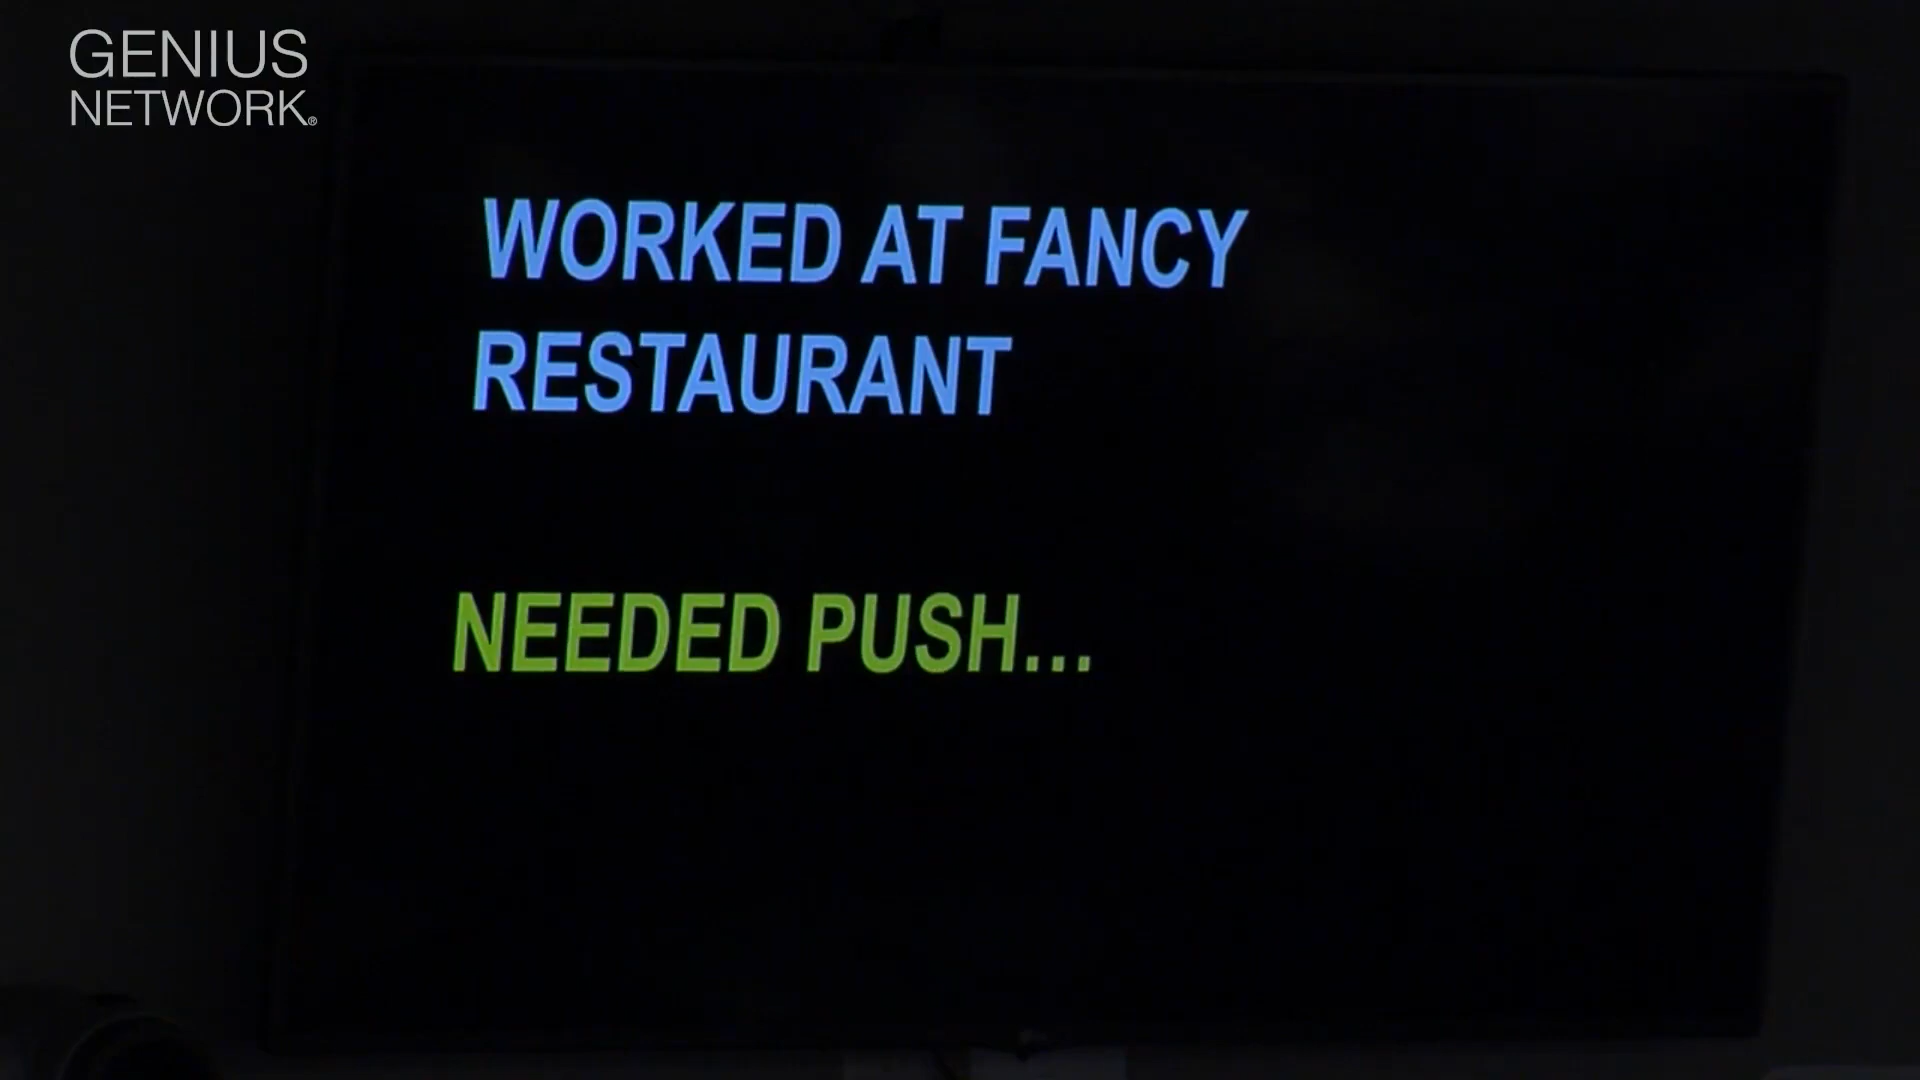 GENIUS
NETWORK®
WORKED AT FANCY
RESTAURANT
NEEDED PUSH...